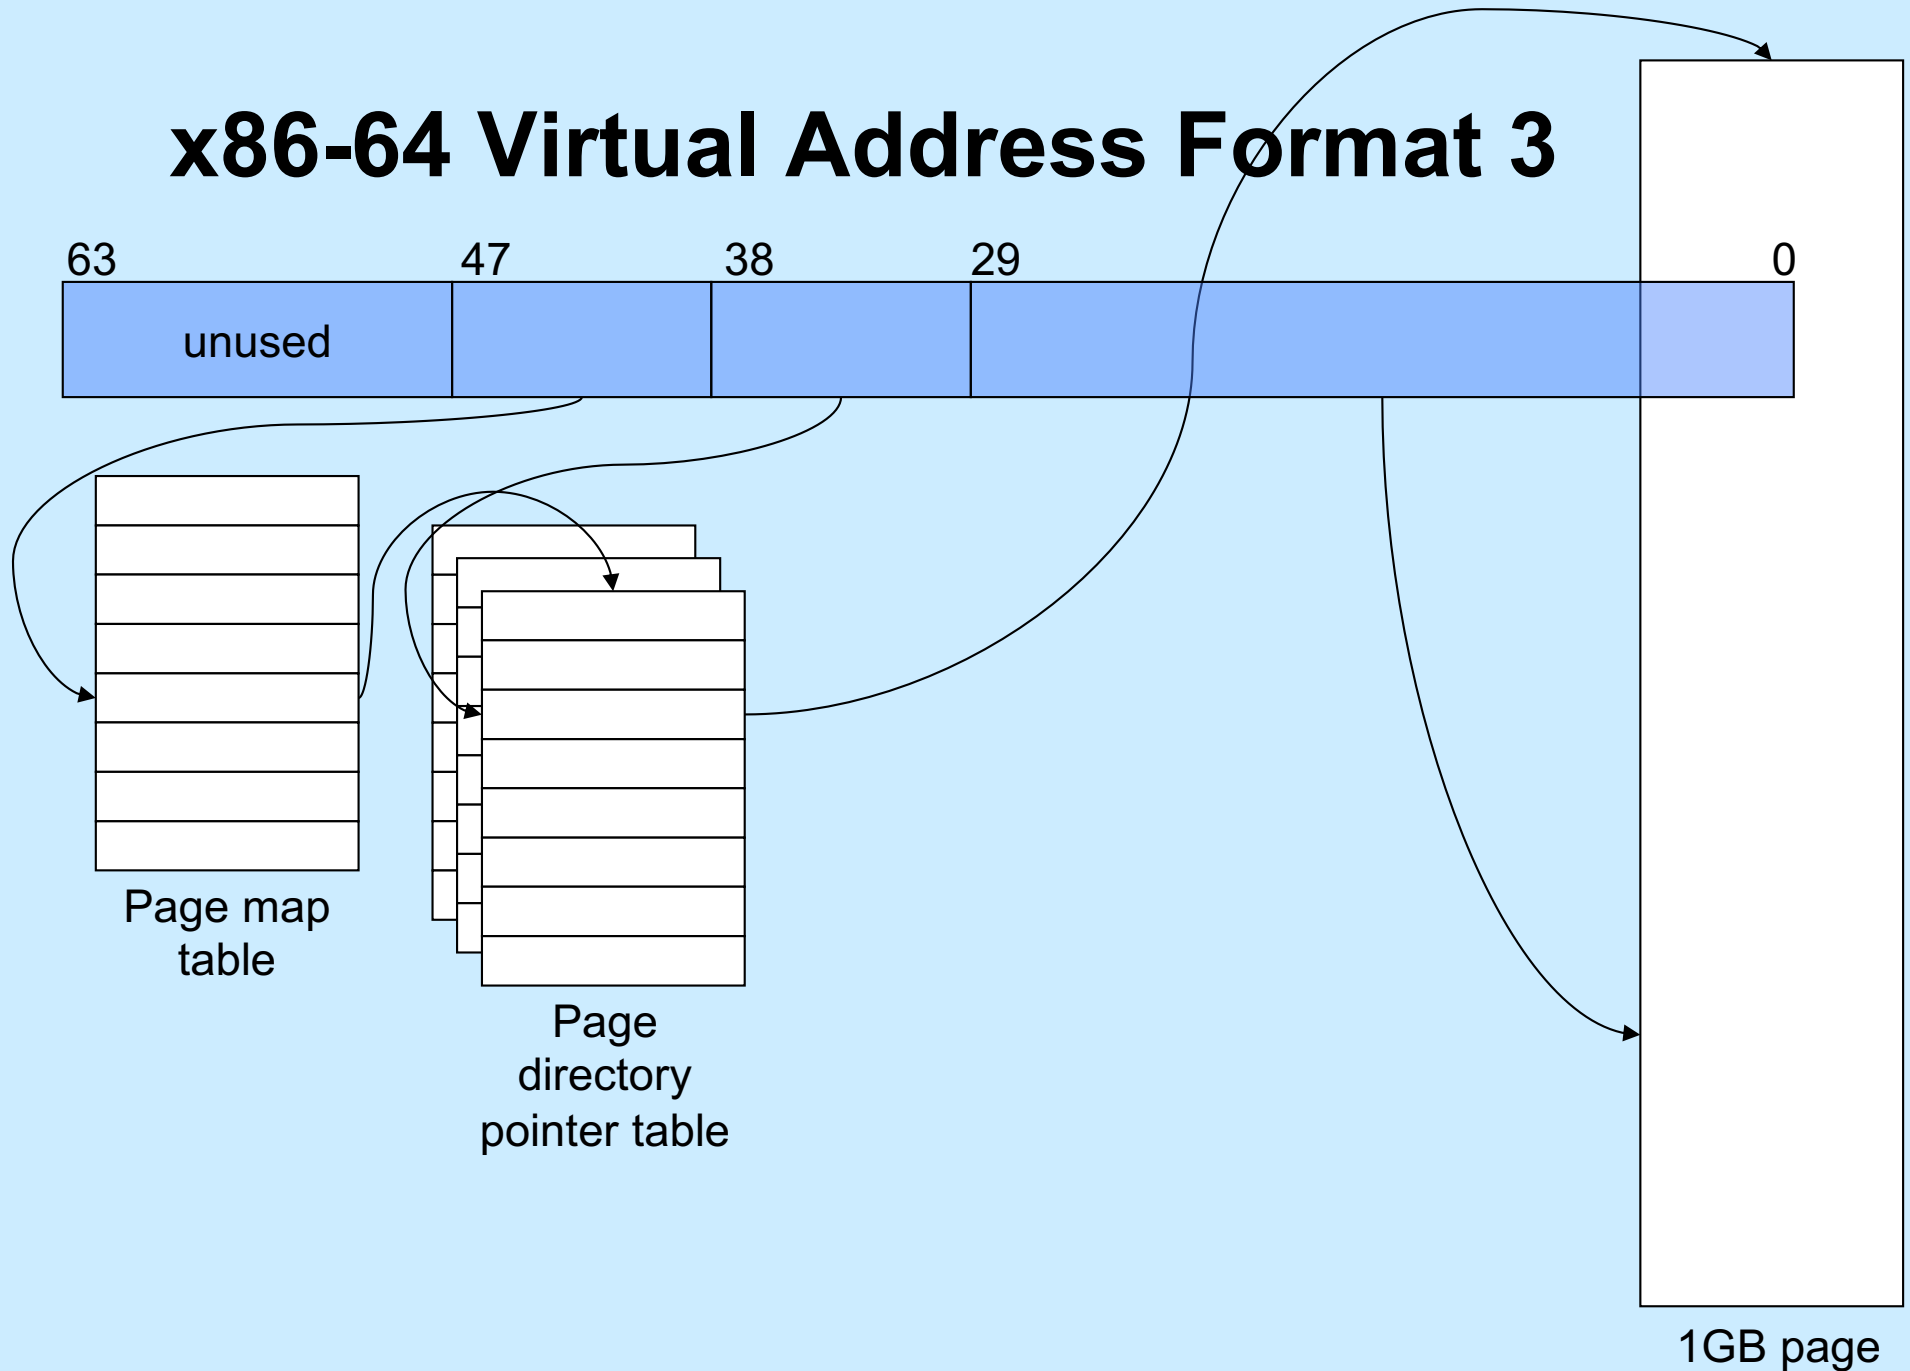 x86-64 Virtual Address Format 3
63 47 38 29 0
unused
Page map
table
Page
directory
pointer table
1GB page